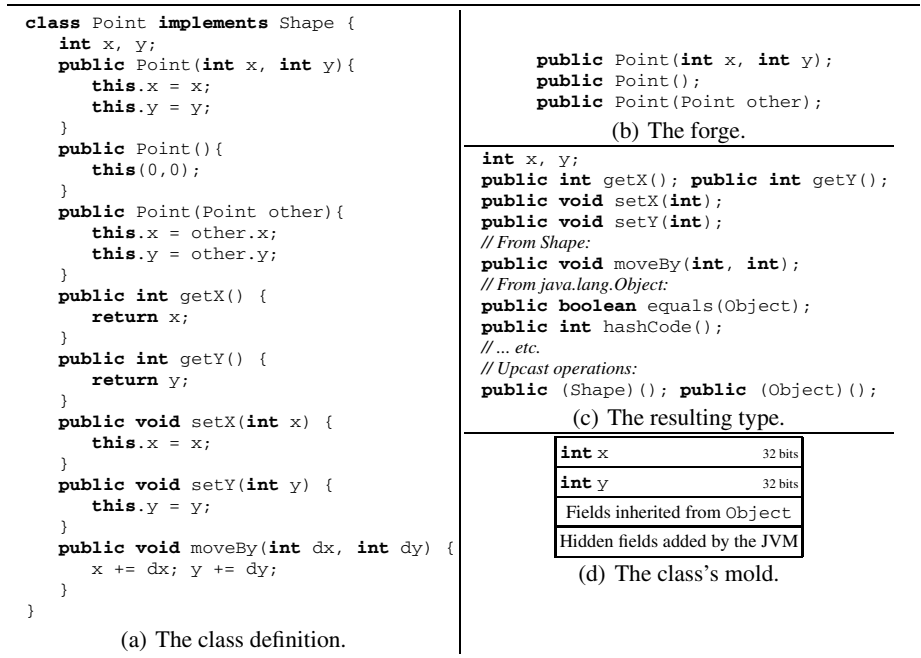 class Point implements Shape {
int x, y;
public Point(int x, int y){
this.x = x;
this.y = y;
}
public Point(){
this(0,0);
}
public Point(Point other){
this.x = other.x;
this.y = other.y;
}
public int getX() {
return x;
}
public int getY() {
return y;
}
public void setX(int x) {
this.x = x;
}
public void setY(int y) {
this.y = y;
}
public void moveBy(int dx, int dy) {
x += dx; y += dy;
}
}
(a) The class definition.
public Point(int x, int y);
public Point();
public Point(Point other);
(b) The forge.
int x, y;
public int getX(); public int getY();
public void setX(int);
public void setY(int);
// From Shape:
public void moveBy(int, int);
// From java.lang.Object:
public boolean equals(Object);
public int hashCode();
// ... etc.
// Upcast operations:
public (Shape)(); public (Object)();
(c) The resulting type.
int x 32 bits
int y 32 bits
Fields inherited from Object
Hidden fields added by the JVM
(d) The class's mold.